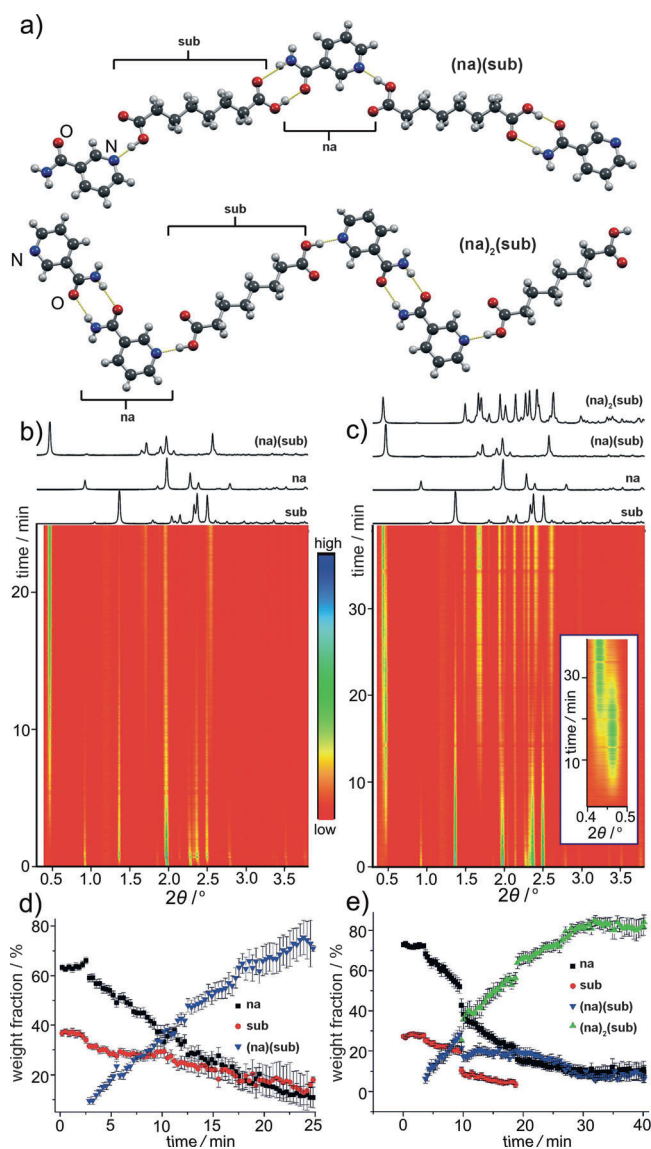 a)
sub
(na)(sub)
O
N
na
sub
(na)₂(sub)
N
O
na
b)
(na)(sub)
na
sub
time / min
20
10
0
0.5 1.0 1.5 2.0 2.5 3.0 3.5
2θ / °
high
low
c)
(na)₂(sub)
(na)(sub)
na
sub
time / min
30
20
10
0
0.5 1.0 1.5 2.0 2.5 3.0 3.5
2θ / °
time / min
30
10
0.4 0.5
2θ / °
d)
weight fraction / %
80
60
40
20
0 5 10 15 20 25
time / min
na
sub
(na)(sub)
e)
80
60
40
20
0
0 10 20 30 40
time / min
na
sub
(na)(sub)
(na)₂(sub)